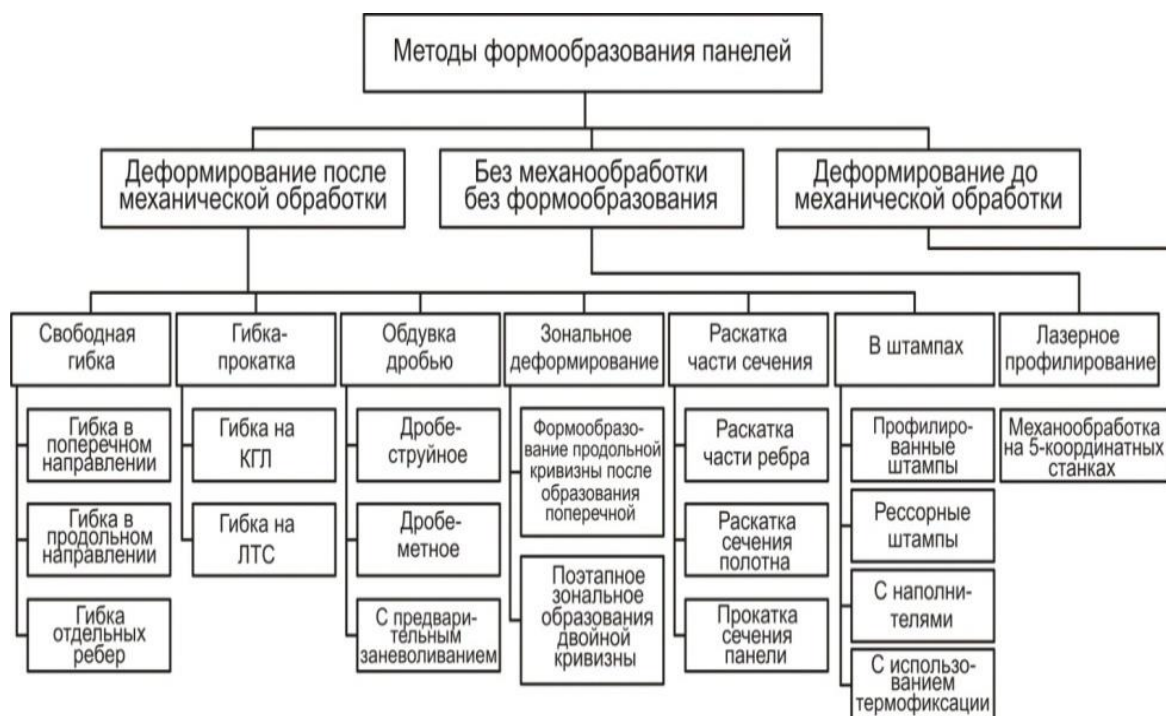 Методы формообразования панелей
Деформирование после
механической обработки
Без механообработки
без формообразования
Деформирование до
механической обработки
Свободная
гибка
Гибка-
прокатка
Обдувка
дробью
Зональное
деформирование
Раскатка
части сечения
В штампах
Лазерное
профилирование
Гибка в
поперечном
направлении
Гибка в
продольном
направлении
Гибка
отдельных
ребер
Гибка на
КГЛ
Гибка на
ЛТС
Дробе-
струйное
Дробе-
метное
С предвари-
тельным
заневоливанием
Формообразо-
вание продольной
кривизны после
образования
поперечной
Поэтапное
зональное
образования
двойной
кривизны
Раскатка
части ребра
Раскатка
сечения
полотна
Прокатка
сечения
панели
Профилиро-
ванные
штампы
Рессорные
штампы
С наполни-
телями
С использо-
ванием
термофиксации
Механообработка
на 5-координатных
станках